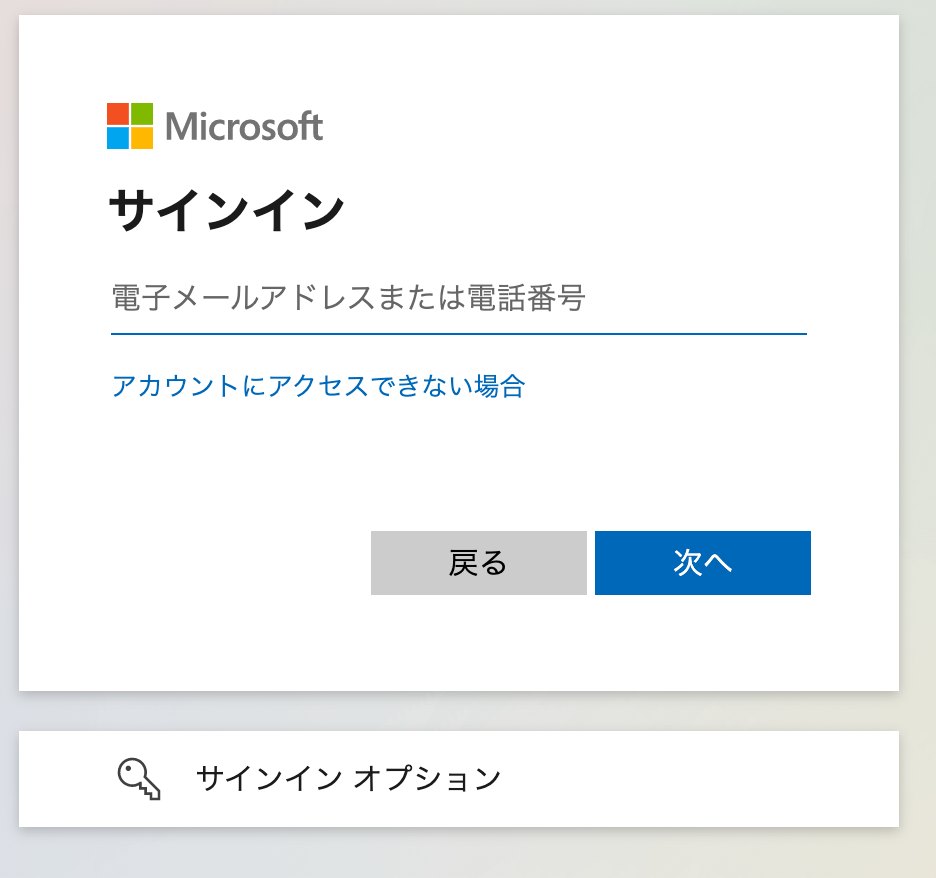 Microsoft
サインイン
電子メールアドレスまたは電話番号
アカウントにアクセスできない場合
戻る
次へ
サインイン オプション